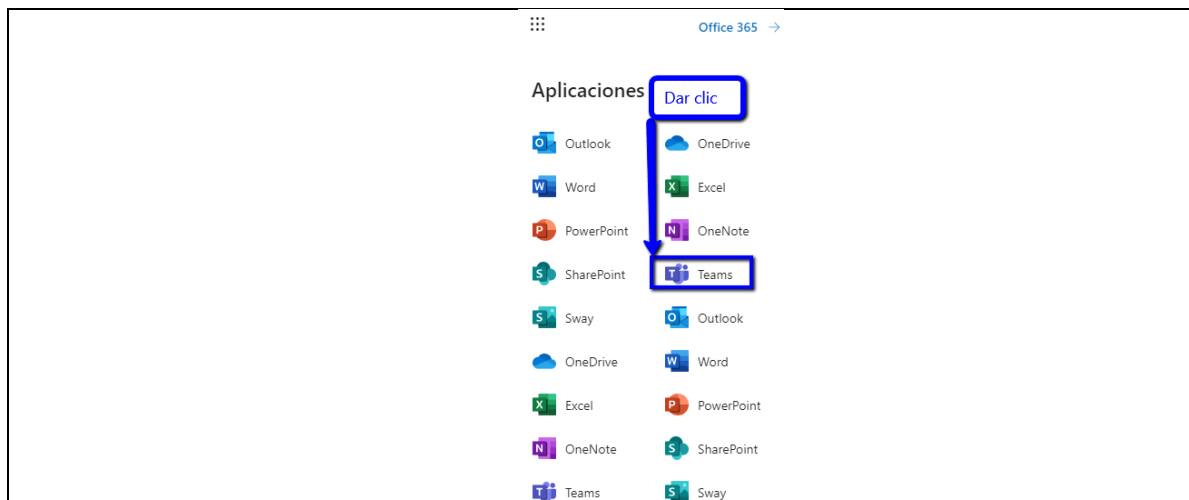 Office 365
Aplicaciones
Dar clic
Outlook OneDrive
Word Excel
PowerPoint OneNote
SharePoint Teams
Sway Outlook
OneDrive Word
Excel PowerPoint
OneNote SharePoint
Teams Sway